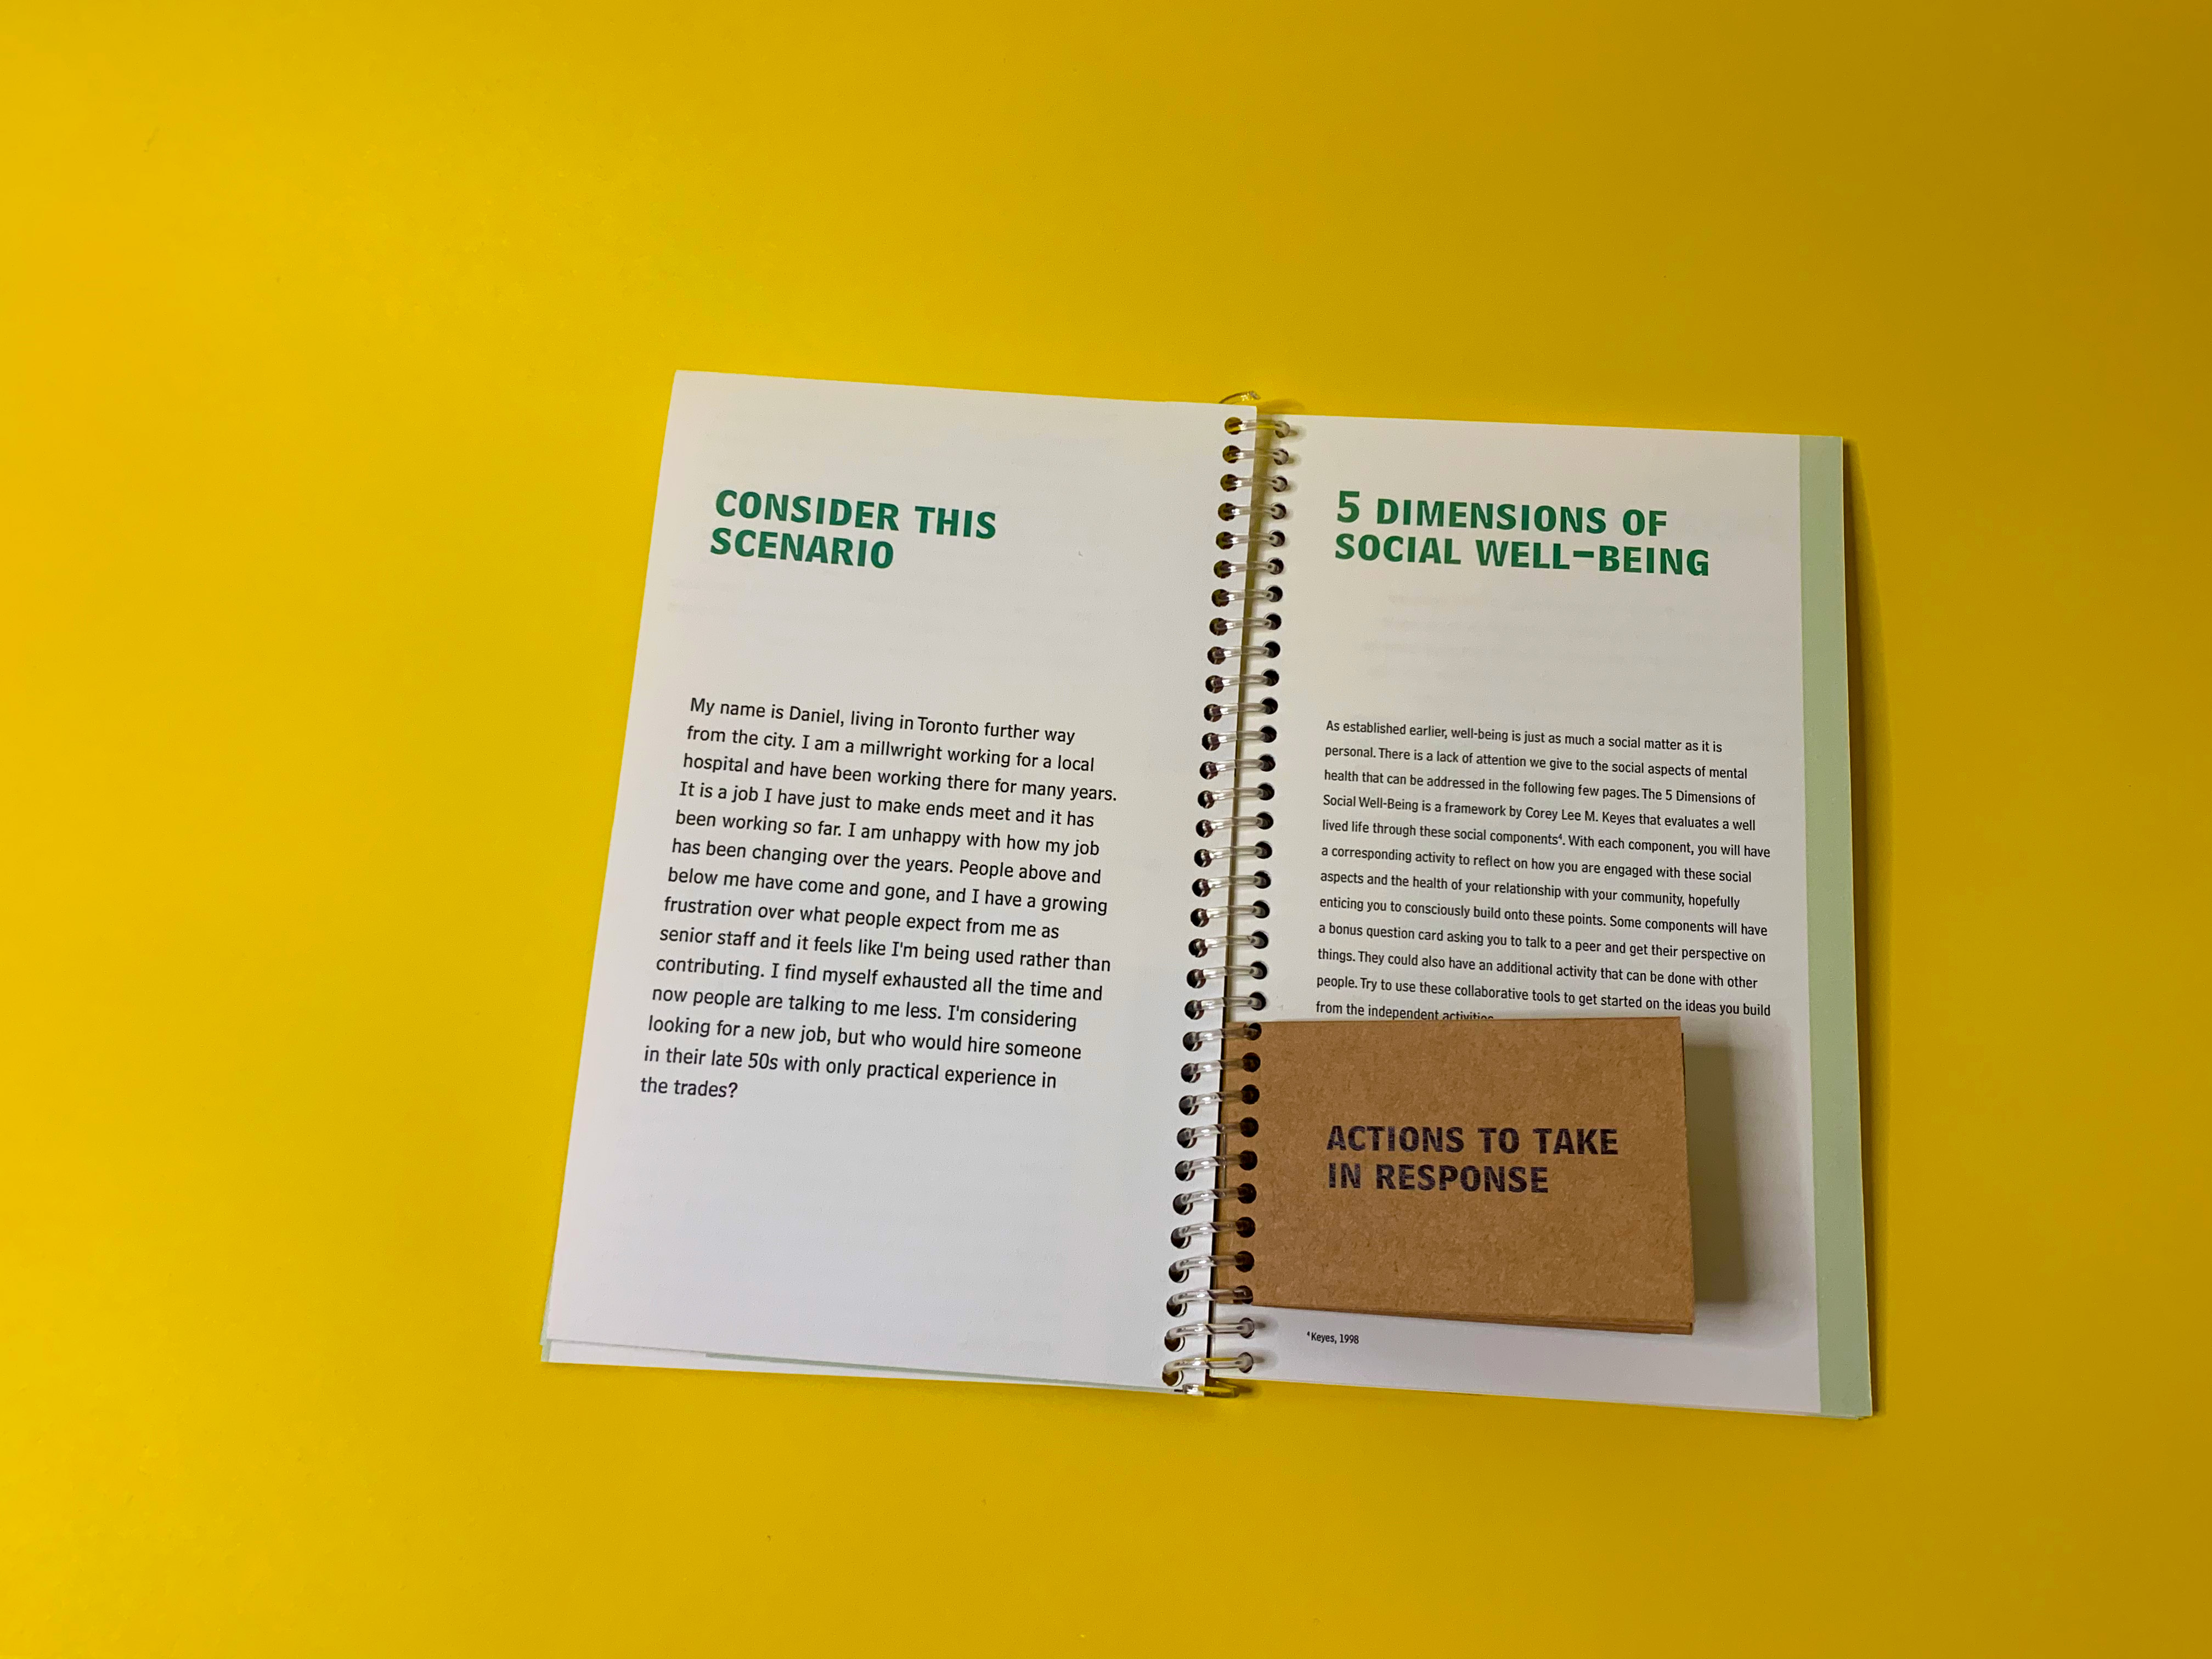 CONSIDER THIS
SCENARIO
My name is Daniel, living in Toronto further way
from the city. I am a millwright working for a local
hospital and have been working there for many years.
It is a job I have just to make ends meet and it has
been working so far. I am unhappy with how my job
has been changing over the years. People above and
below me have come and gone, and I have a growing
frustration over what people expect from me as
senior staff and it feels like I'm being used rather than
contributing. I find myself exhausted all the time and
now people are talking to me less. I'm considering
looking for a new job, but who would hire someone
in their late 50s with only practical experience in
the trades?
5 DIMENSIONS OF
SOCIAL WELL-BEING
As established earlier, well-being is just as much a social matter as it is
personal. There is a lack of attention we give to the social aspects of mental
health that can be addressed in the following few pages. The 5 Dimensions of
Social Well-Being is a framework by Corey Lee M. Keyes that evaluates a well
lived life through these social components⁴. With each component, you will have
a corresponding activity to reflect on how you are engaged with these social
aspects and the health of your relationship with your community, hopefully
enticing you to consciously build onto these points. Some components will have
a bonus question card asking you to talk to a peer and get their perspective on
things. They could also have an additional activity that can be done with other
people. Try to use these collaborative tools to get started on the ideas you build
from the independent activities
ACTIONS TO TAKE
IN RESPONSE
⁴Keyes, 1998